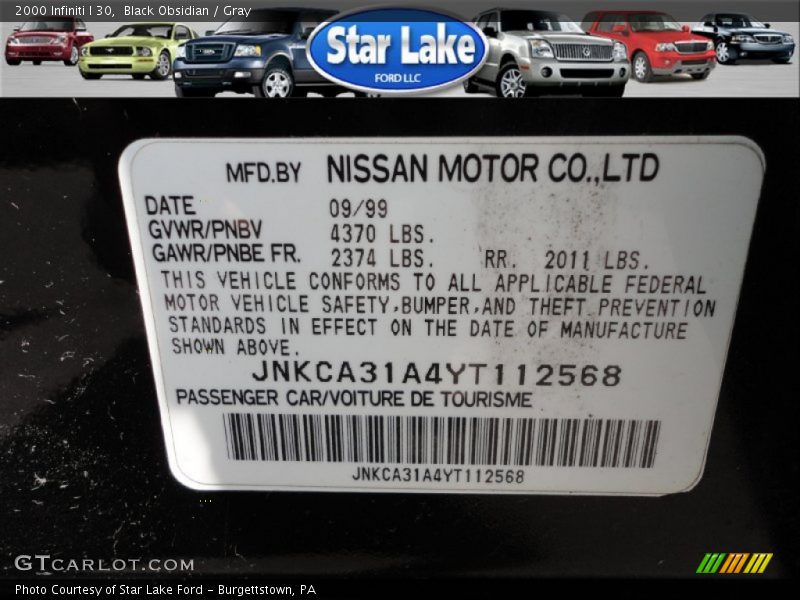 2000 Infiniti I 30, Black Obsidian / Gray
Star Lake
FORD LLC
MFD.BY NISSAN MOTOR CO.,LTD
DATE 09/99
GVWR/PNBV 4370 LBS.
GAWR/PNBE FR. 2374 LBS. RR. 2011 LBS.
THIS VEHICLE CONFORMS TO ALL APPLICABLE FEDERAL
MOTOR VEHICLE SAFETY,BUMPER,AND THEFT PREVENTION
STANDARDS IN EFFECT ON THE DATE OF MANUFACTURE
SHOWN ABOVE.
JNKCA31A4YT112568
PASSENGER CAR/VOITURE DE TOURISME
JNKCA31A4YT112568
GTCARLOT.COM
Photo Courtesy of Star Lake Ford - Burgettstown, PA